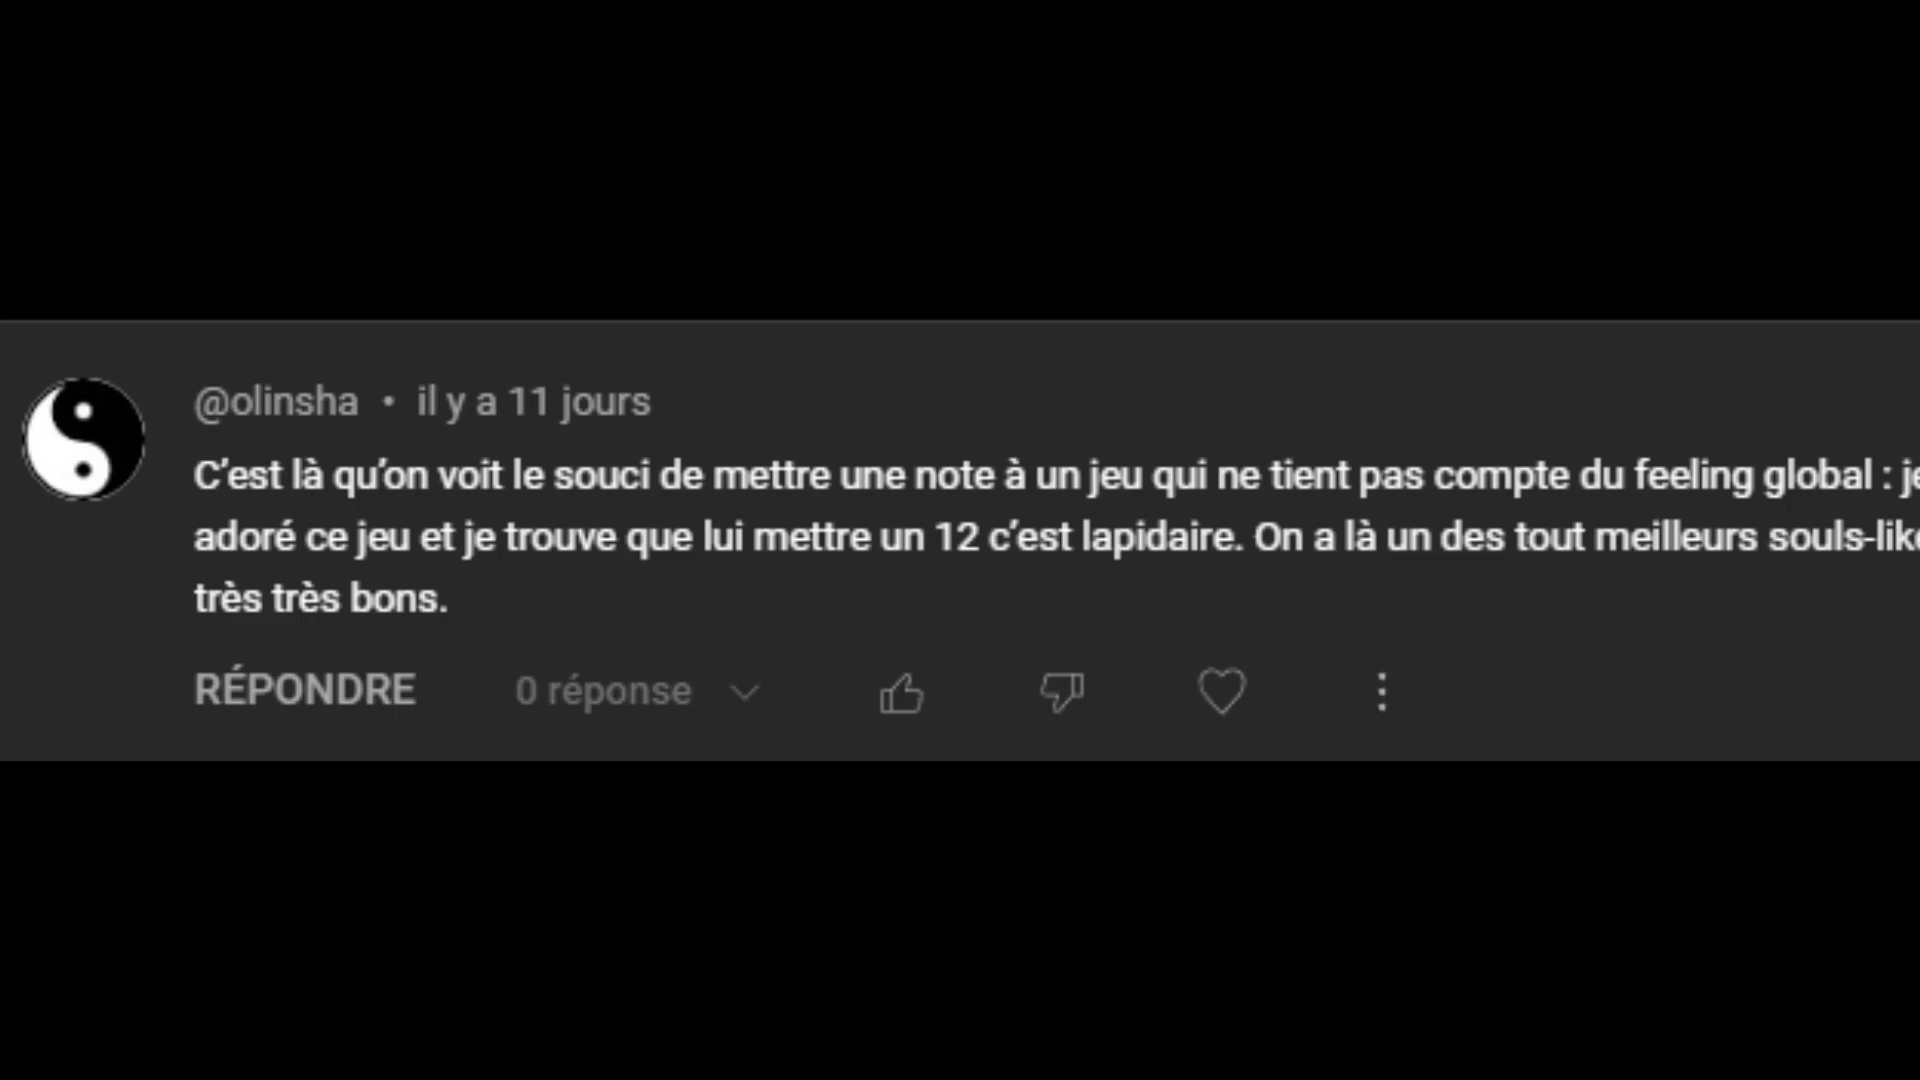 @olinsha • il y a 11 jours
C’est là qu’on voit le souci de mettre une note à un jeu qui ne tient pas compte du feeling global :
adoré ce jeu et je trouve que lui mettre un 12 c’est lapidaire. On a là un des tout meilleurs
très très bons.
RÉPONDRE 0 réponse